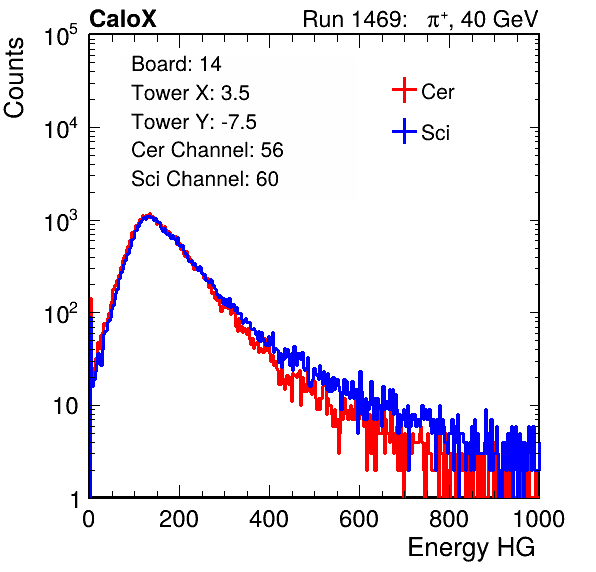 CaloX Run 1469: π⁺, 40 GeV
Counts
10⁵
10⁴
10³
10²
10
1
Board: 14
Tower X: 3.5
Tower Y: -7.5
Cer Channel: 56
Sci Channel: 60
Cer
Sci
0 200 400 600 800 1000
Energy HG